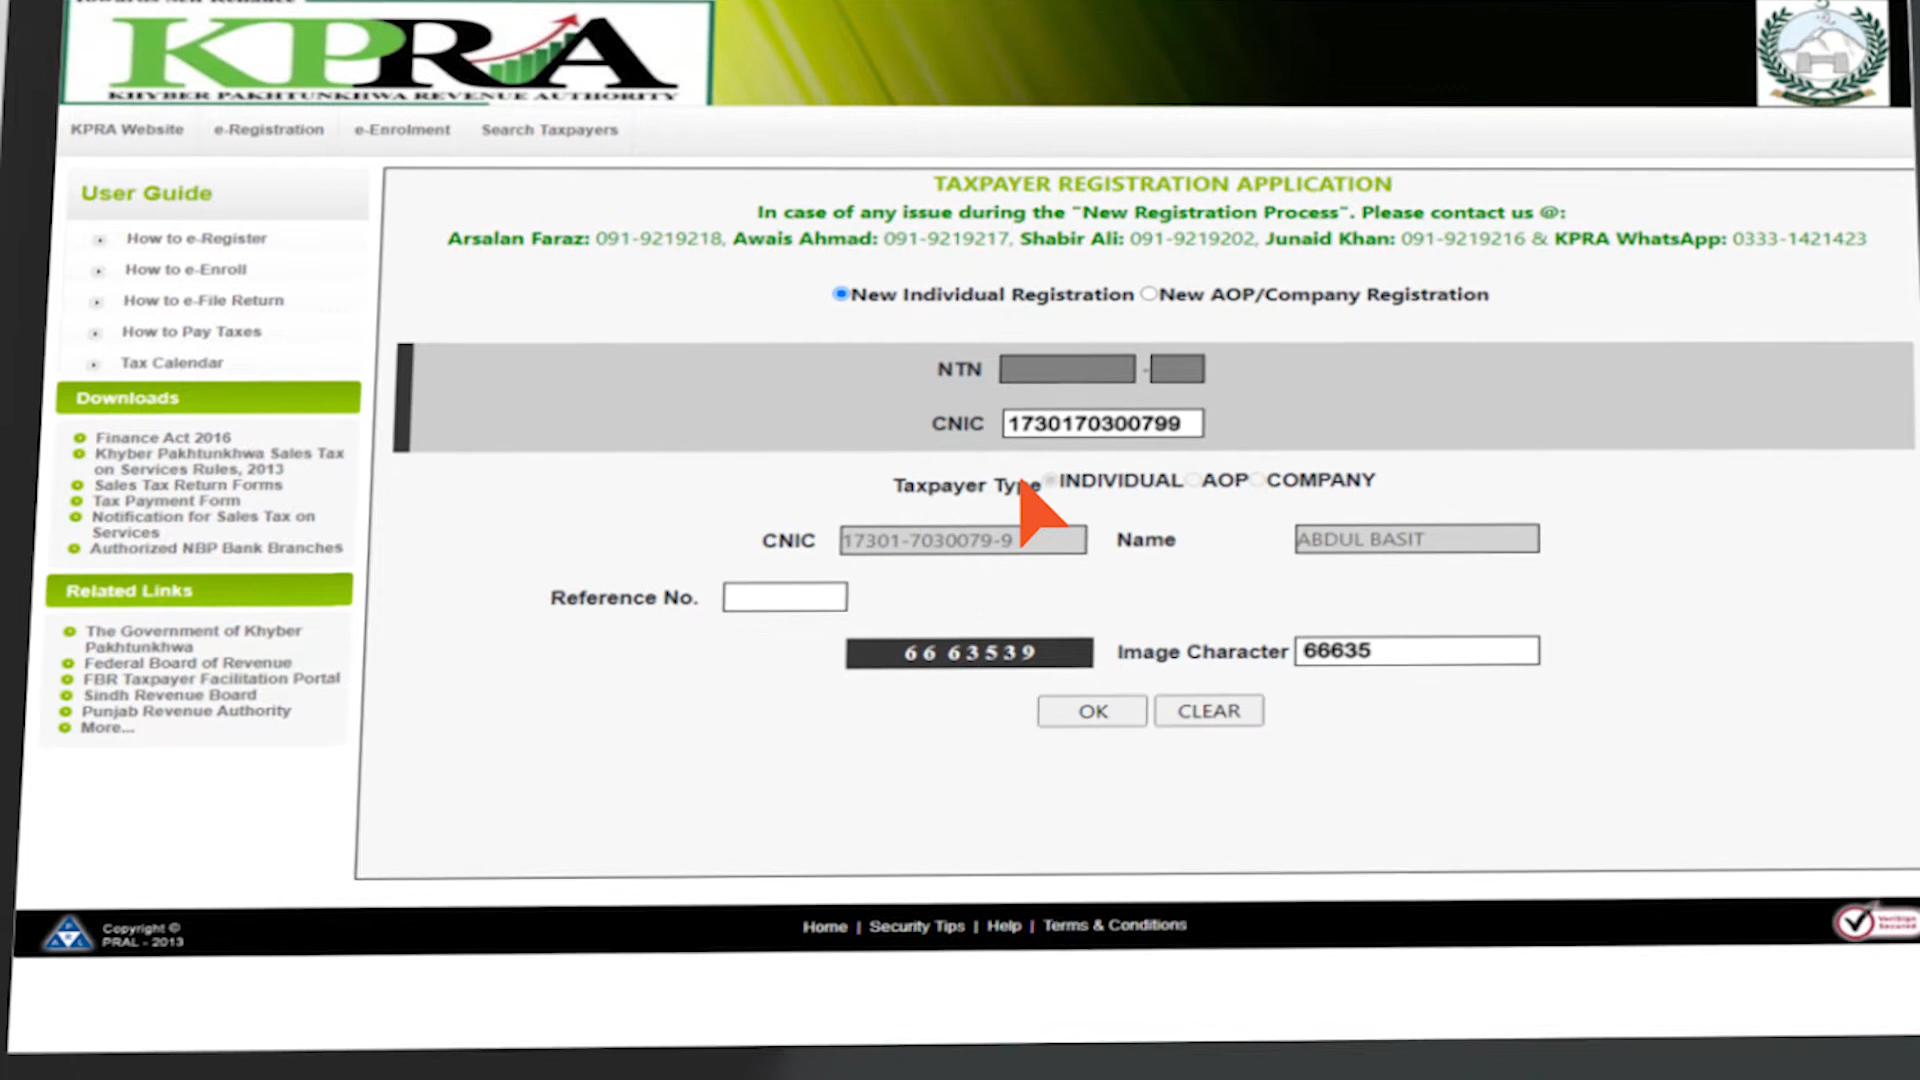 KPRA
KHYBER PAKHTUNKHWA REVENUE AUTHORITY
KPRA Website e-Registration e-Enrolment Search Taxpayers
User Guide
How to e-Register
How to e-Enroll
How to e-File Return
How to Pay Taxes
Tax Calendar
Downloads
Finance Act 2016
Khyber Pakhtunkhwa Sales Tax
on Services Rules, 2013
Sales Tax Return Forms
Tax Payment Form
Notification for Sales Tax on
Services
Authorized NBP Bank Branches
Related Links
The Government of Khyber
Pakhtunkhwa
Federal Board of Revenue
FBR Taxpayer Facilitation Portal
Sindh Revenue Board
Punjab Revenue Authority
More...
TAXPAYER REGISTRATION APPLICATION
In case of any issue during the "New Registration Process". Please contact us @:
Arsalan Faraz: 091-9219218, Awais Ahmad: 091-9219217, Shabir Ali: 091-9219202, Junaid Khan: 091-9219216 & KPRA WhatsApp: 0333-1421423
New Individual Registration New AOP/Company Registration
NTN -
CNIC 1730170300799
Taxpayer Type INDIVIDUAL AOP COMPANY
CNIC 17301-7030079-9 Name ABDUL BASIT
Reference No.
66 63539 Image Character 66635
OK CLEAR
Copyright ©
PRAL - 2013
Home | Security Tips | Help | Terms & Conditions